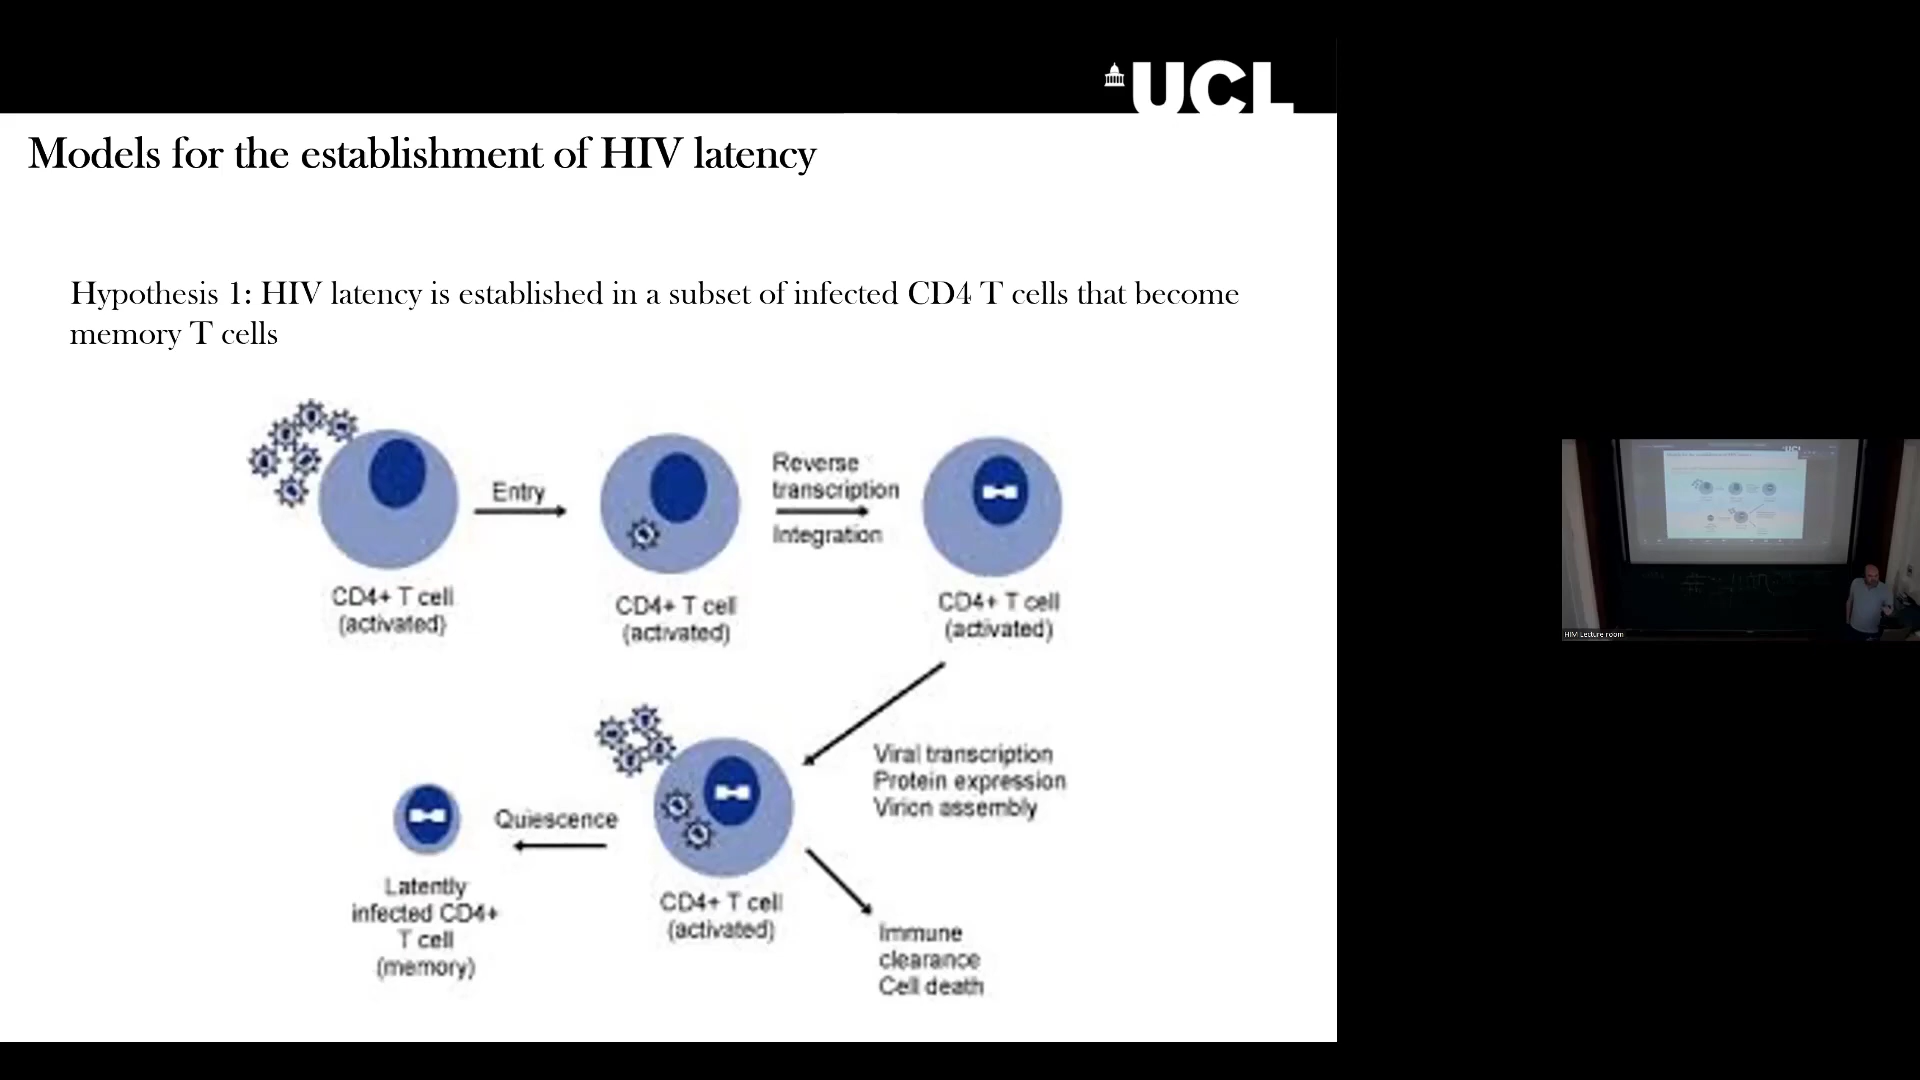 UCL
Models for the establishment of HIV latency
Hypothesis 1: HIV latency is established in a subset of infected CD4 T cells that become
memory T cells
Entry
Reverse
transcription
Integration
CD4+ T cell
(activated)
CD4+ T cell
(activated)
CD4+ T cell
(activated)
Viral transcription
Protein expression
Virion assembly
Quiescence
Latently
infected CD4+
T cell
(memory)
CD4+ T cell
(activated)
Immune
clearance
Cell death
HIM Lecture room